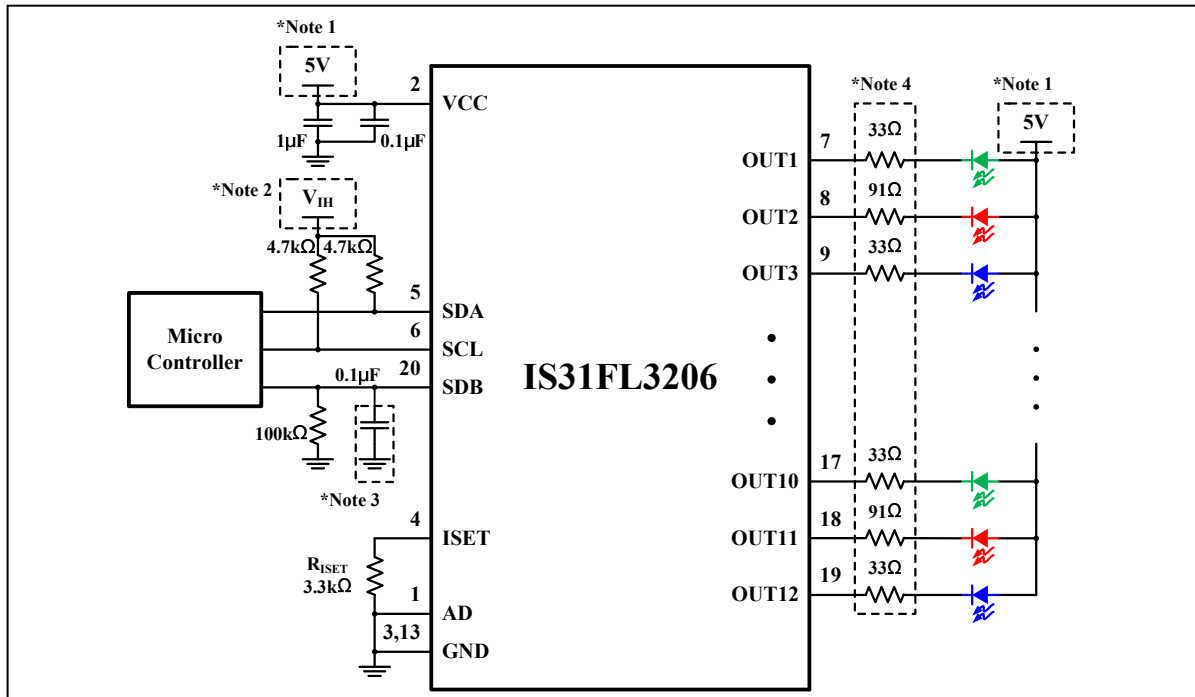 *Note 1
5V
2
VCC
1µF
0.1µF
*Note 2
VIH
4.7kΩ
4.7kΩ
Micro
Controller
5
SDA
6
SCL
20
SDB
0.1µF
100kΩ
*Note 3
4
ISET
RISET
3.3kΩ
1
AD
3,13
GND
IS31FL3206
*Note 4
*Note 1
5V
OUT1
7
33Ω
OUT2
8
91Ω
OUT3
9
33Ω
OUT10
17
33Ω
OUT11
18
91Ω
OUT12
19
33Ω